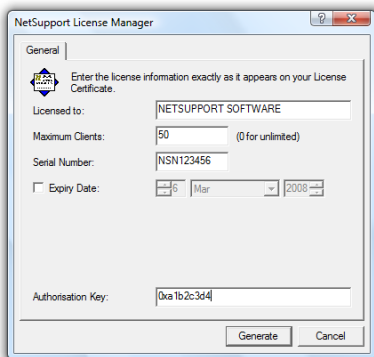 NetSupport License Manager
General
Enter the license information exactly as it appears on your License
Certificate.
Licensed to: NETSUPPORT SOFTWARE
Maximum Clients: 50 (0 for unlimited)
Serial Number: NSN123456
Expiry Date: 6 Mar 2008
Authorisation Key: 0xa1b2c3d4
Generate Cancel